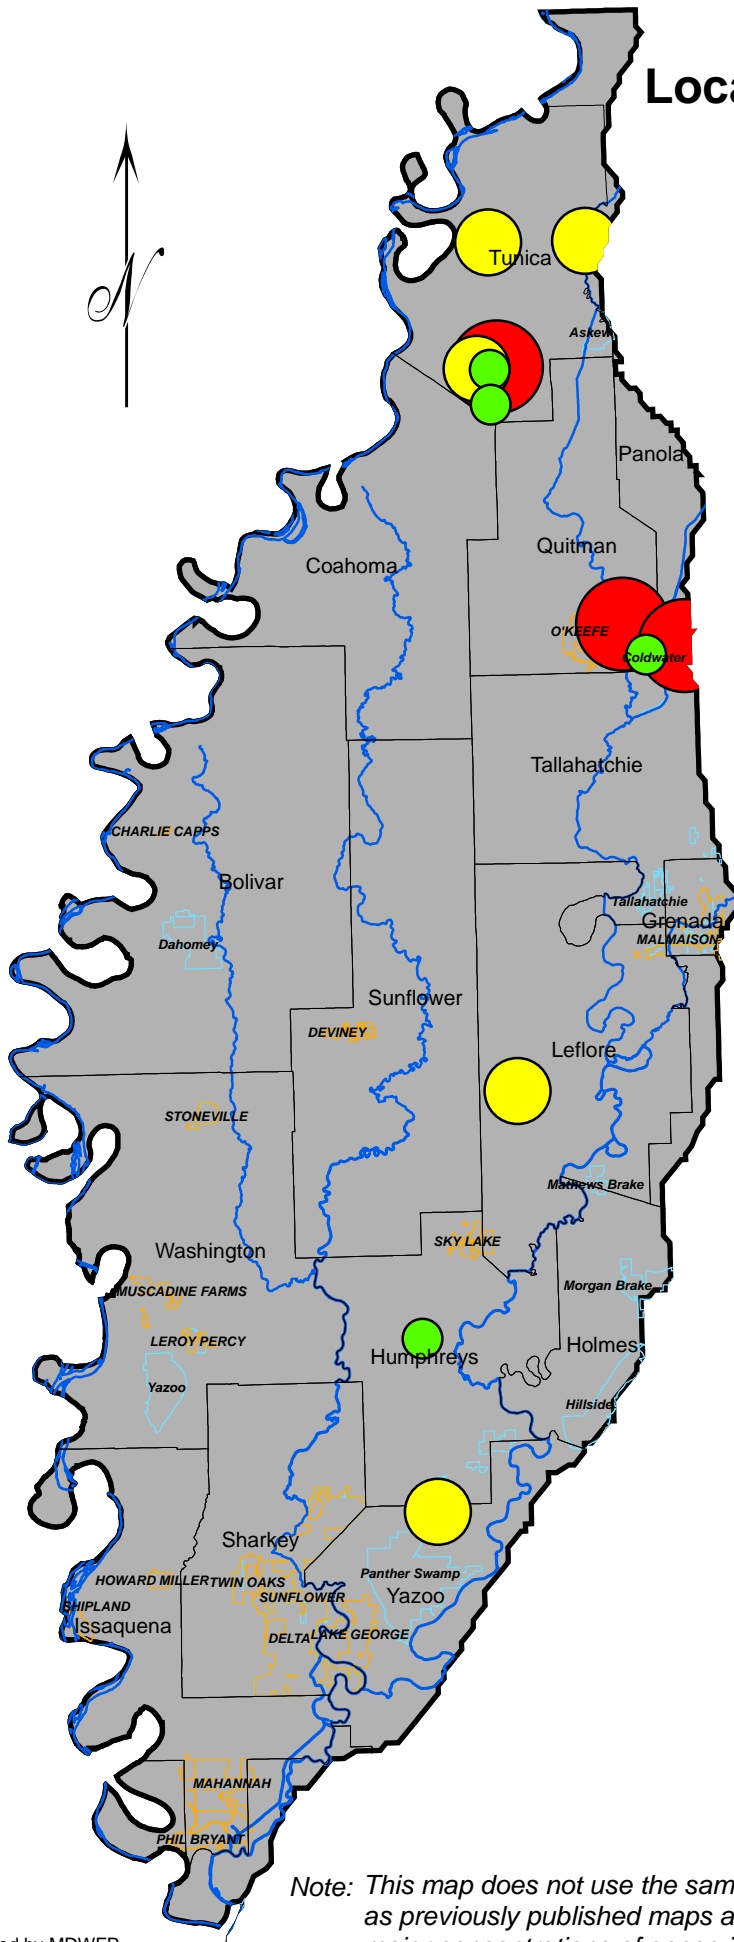 Loca
N
Tunica
Askew
Panola
Quitman
Coahoma
O'KEEFE
Coldwater
Tallahatchie
CHARLIE CAPPS
Bolivar
Tallahatchie
Grenada
Dahomey
MALMAISON
Sunflower
DEVINEY
Leflore
STONEVILLE
Mathews Brake
SKY LAKE
Washington
MUSCADINE FARMS
Morgan Brake
LEROY PERCY
Holmes
Humphreys
Yazoo
Hillside
Sharkey
Panther Swamp
HOWARD MILLER
TWIN OAKS
Yazoo
SUNFLOWER
SHIPLAND
Issaquena
DELTA
LAKE GEORGE
MAHANNAH
PHIL BRYANT
Note: This map does not use the sam
as previously published maps a